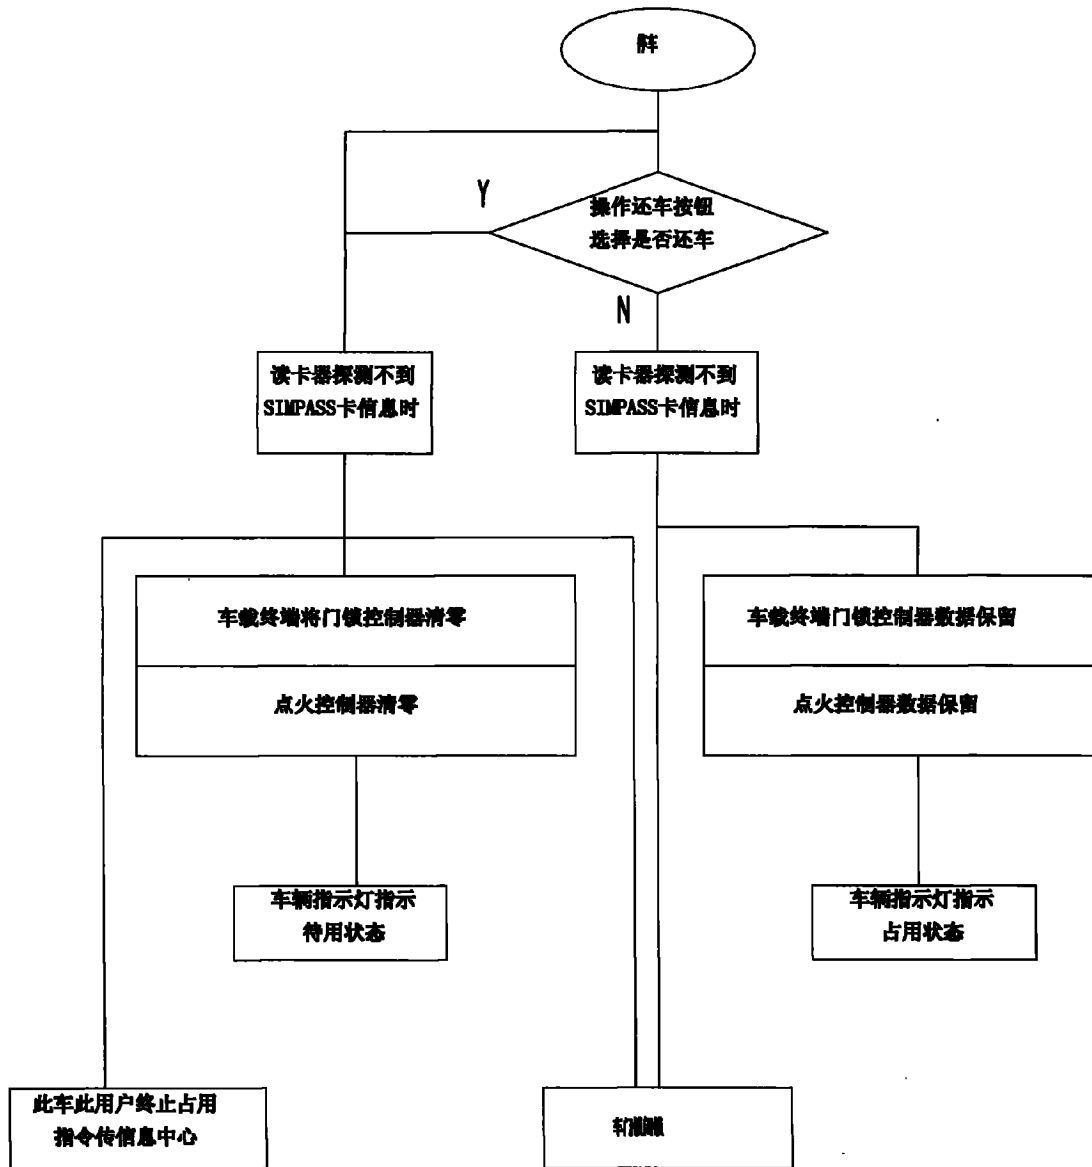 Y
操作还车按钮
选择是否还车
N
读卡器探测不到
SIMPASS卡信息时
读卡器探测不到
SIMPASS卡信息时
车载终端将门锁控制器清零
点火控制器清零
车载终端门锁控制器数据保留
点火控制器数据保留
车辆指示灯指示
待用状态
车辆指示灯指示
占用状态
此车此用户终止占用
指令传信息中心